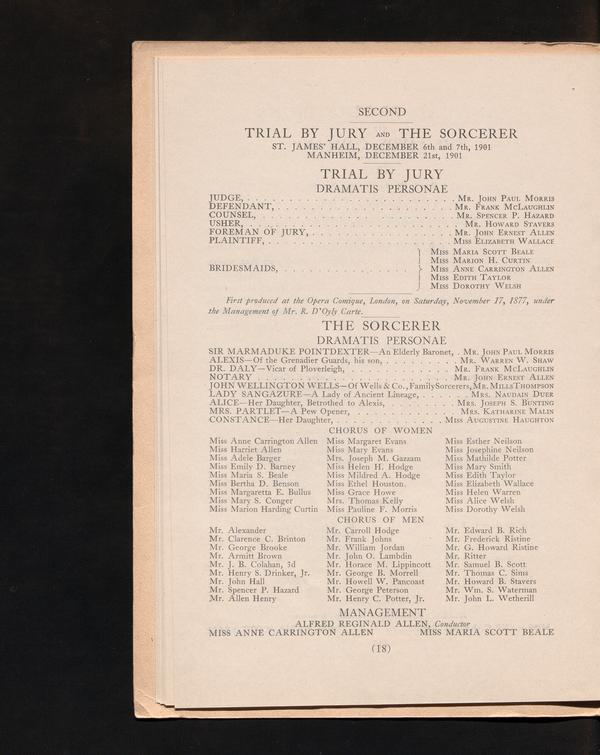 SECOND
TRIAL BY JURY AND THE SORCERER
ST. JAMES' HALL, DECEMBER 6th and 7th, 1901
MANHEIM, DECEMBER 21st, 1901
TRIAL BY JURY
DRAMATIS PERSONAE
JUDGE, . . . . . . . . . . Mr. John Paul Morris
DEFENDANT, . . . . . . . . . . Mr. Frank McLaughlin
COUNSEL, . . . . . . . . . . Mr. Spencer P. Hazard
USHER, . . . . . . . . . . Mr. Howard Stavers
FOREMAN OF JURY, . . . . . . . . . . Mr. John Ernest Allen
PLAINTIFF, . . . . . . . . . . Miss Elizabeth Wallace
BRIDESMAIDS, . . . . . . . . . .
Miss Maria Scott Beale
Miss Marion H. Curtin
Miss Anne Carrington Allen
Miss Edith Taylor
Miss Dorothy Welsh
First produced at the Opera Comique, London, on Saturday, November 17, 1877, under
the Management of Mr. R. D'Oyly Carte.
THE SORCERER
DRAMATIS PERSONAE
SIR MARMADUKE POINTDEXTER—An Elderly Baronet, . Mr. John Paul Morris
ALEXIS—Of the Grenadier Guards, his son, . . . . . . . . Mr. Warren W. Shaw
DR. DALY—Vicar of Ployerleigh, . . . . . . . . . . Mr. Frank McLaughlin
NOTARY . . . . . . . . . . Mr. John Ernest Allen
JOHN WELLINGTON WELLS—Of Wells & Co., Family Sorcerers, Mr. Mills Thompson
LADY SANGAZURE—A Lady of Ancient Lineage, . . . . . . . Mrs. Naudain Duer
ALICE—Her Daughter, Betrothed to Alexis, . . . . . . . Mrs. Joseph S. Bunting
MRS. PARTLET—A Pew Opener, . . . . . . . . . . Mrs. Katharine Malin
CONSTANCE—Her Daughter, . . . . . . . . . . Miss Augustine Haughton
CHORUS OF WOMEN
Miss Anne Carrington Allen Miss Margaret Evans Miss Esther Neilson
Miss Harriet Allen Miss Mary Evans Miss Josephine Neilson
Miss Adele Barger Mrs. Joseph M. Gazzam Miss Mathilde Potter
Miss Emily D. Barney Miss Helen H. Hodge Miss Mary Smith
Miss Maria S. Beale Miss Mildred A. Hodge Miss Edith Taylor
Miss Bertha D. Benson Miss Ethel Houston Miss Elizabeth Wallace
Miss Margaretta E. Bullus Miss Grace Howe Miss Helen Warren
Miss Mary S. Conger Mrs. Thomas Kelly Miss Alice Welsh
Miss Marion Harding Curtin Miss Pauline F. Morris Miss Dorothy Welsh
CHORUS OF MEN
Mr. Alexander Mr. Carroll Hodge Mr. Edward B. Rich
Mr. Clarence C. Brinton Mr. Frank Johns Mr. Frederick Ristine
Mr. George Brooke Mr. William Jordan Mr. G. Howard Ristine
Mr. Armitt Brown Mr. John O. Lambdin Mr. Ritter
Mr. J. B. Colahan, 3d Mr. Horace M. Lippincott Mr. Samuel B. Scott
Mr. Henry S. Drinker, Jr. Mr. George B. Morrell Mr. Thomas C. Sims
Mr. John Hall Mr. Howell W. Pancoast Mr. Howard B. Stavers
Mr. Spencer P. Hazard Mr. George Peterson Mr. Wm. S. Waterman
Mr. Allen Henry Mr. Henry C. Potter, Jr. Mr. John L. Wetherill
MANAGEMENT
ALFRED REGINALD ALLEN, Conductor
MISS ANNE CARRINGTON ALLEN MISS MARIA SCOTT BEALE
(18)